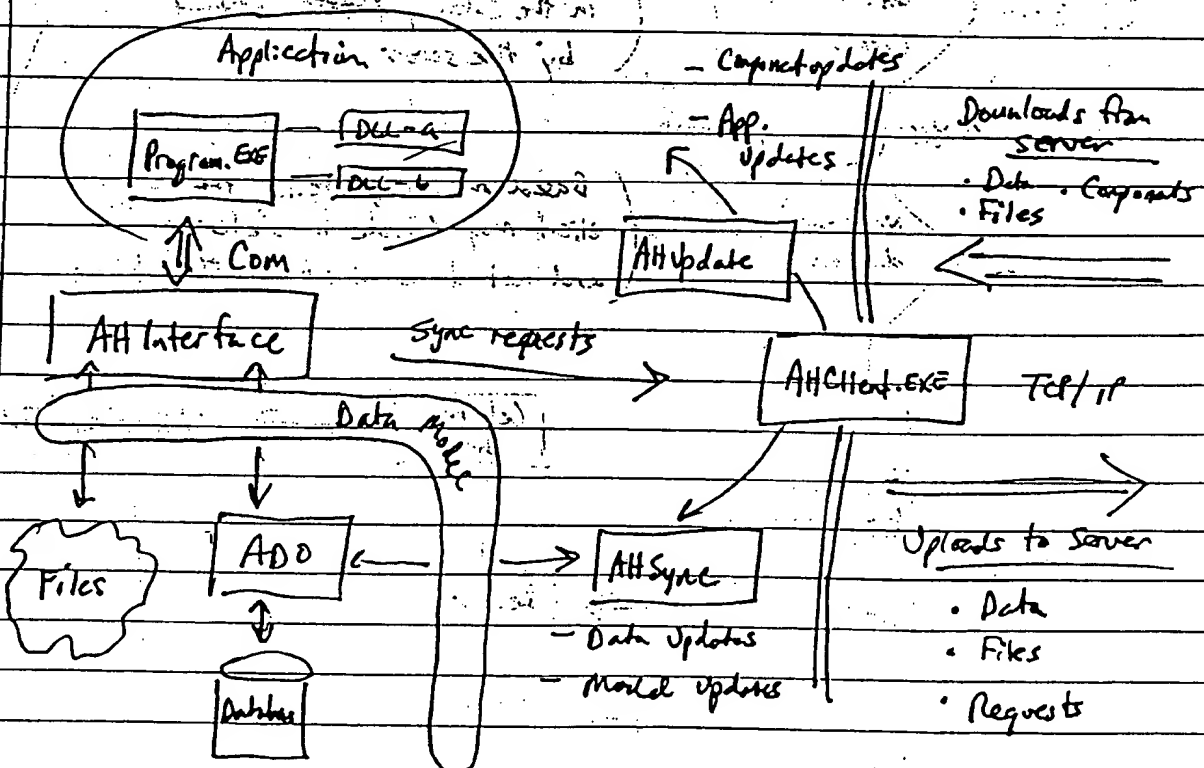 Application
Program.EXE
DLL-a
DLL-b
Com
AH Interface
Sync requests
- Component updates
- App.
updates
AHUpdate
Downloads from
server
• Data • Components
• Files
AHClient.EXE
TCP/IP
Data Model
Files
ADO
Database
AHSync
- Data updates
- Model updates
Uploads to Server
• Data
• Files
• Requests